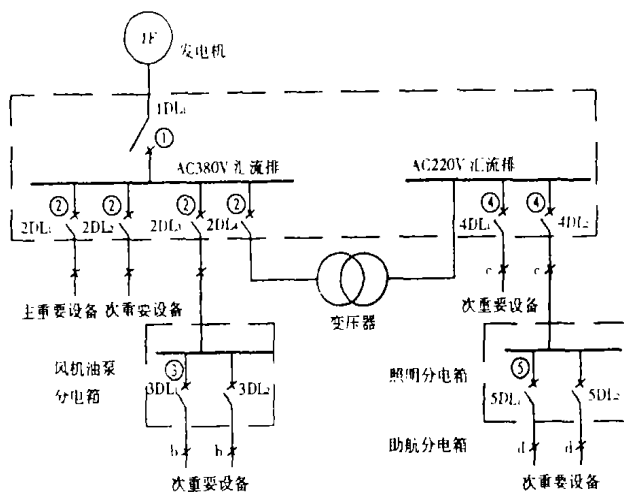 1F
发电机
1DL₁
①
AC380V 汇流排
AC220V 汇流排
② ② ② ② ④ ④
2DL₁ 2DL₂ 2DL₃ 2DL₄ 4DL₁ 4DL₂
c c
主重要设备 次重要设备 变压器 次重要设备
风机油泵
分电箱
③
3DL₁ 3DL₂
照明分电箱
⑤
5DL₁ 5DL₂
b b
助航分电箱
d d
次重要设备 次重要设备